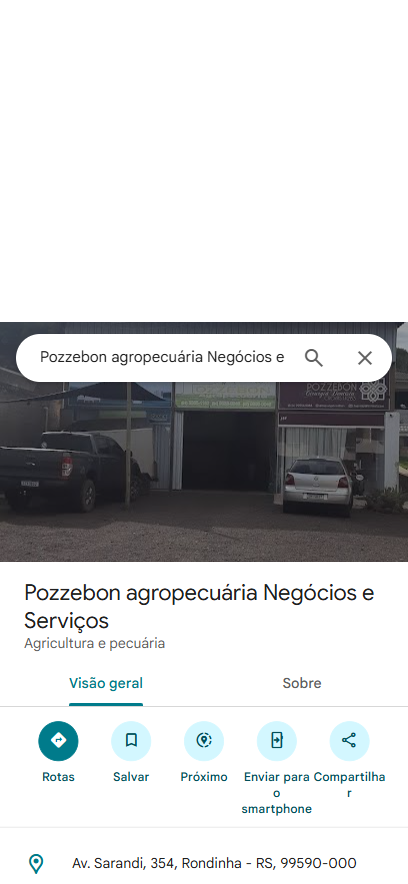 Pozzebon agropecuária Negócios e
POZZEBON
Pozzebon agropecuária Negócios e
Serviços
Agricultura e pecuária
Visão geral
Sobre
Rotas
Salvar
Próximo
Enviar para
o
smartphone
Compartilha
r
Av. Sarandi, 354, Rondinha - RS, 99590-000